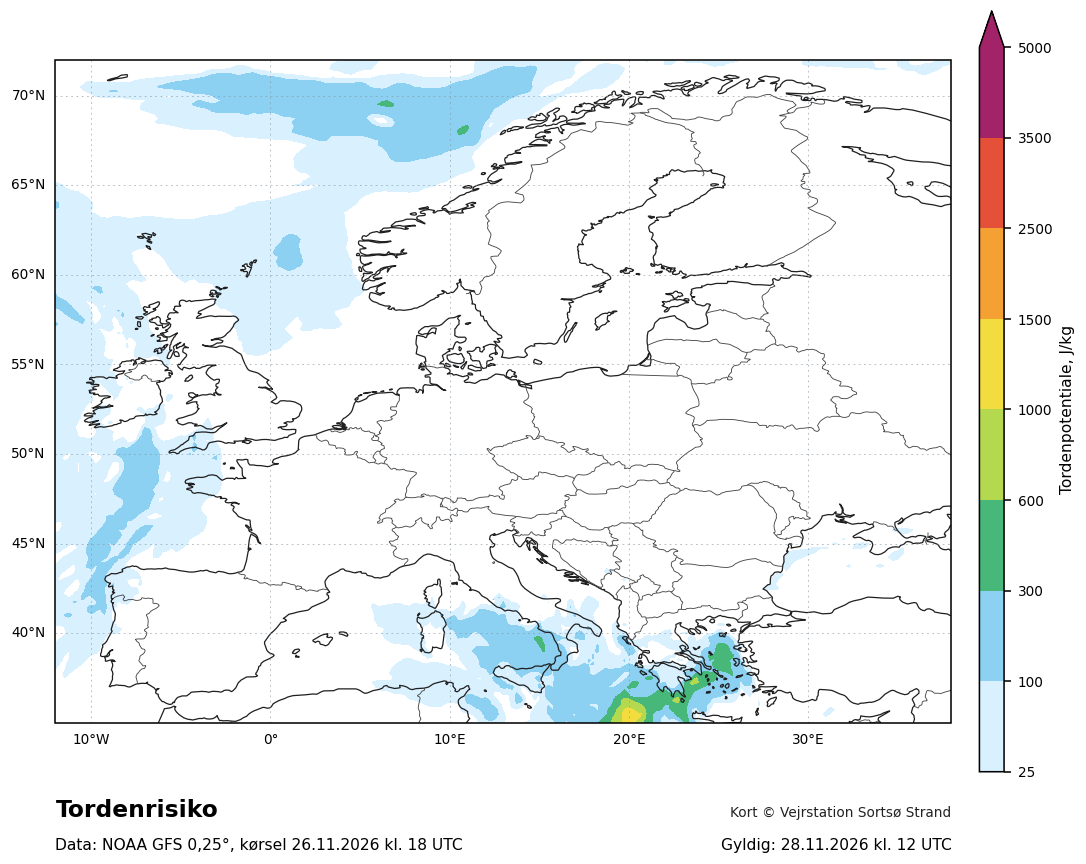 70°N
65°N
60°N
55°N
50°N
45°N
40°N
10°W 0° 10°E 20°E 30°E
5000
3500
2500
1500
1000
600
300
100
25
Tordenpotentiale, J/kg
Tordenrisiko
Kort © Vejrstation Sortsø Strand
Data: NOAA GFS 0,25°, kørsel 26.11.2026 kl. 18 UTC
Gyldig: 28.11.2026 kl. 12 UTC